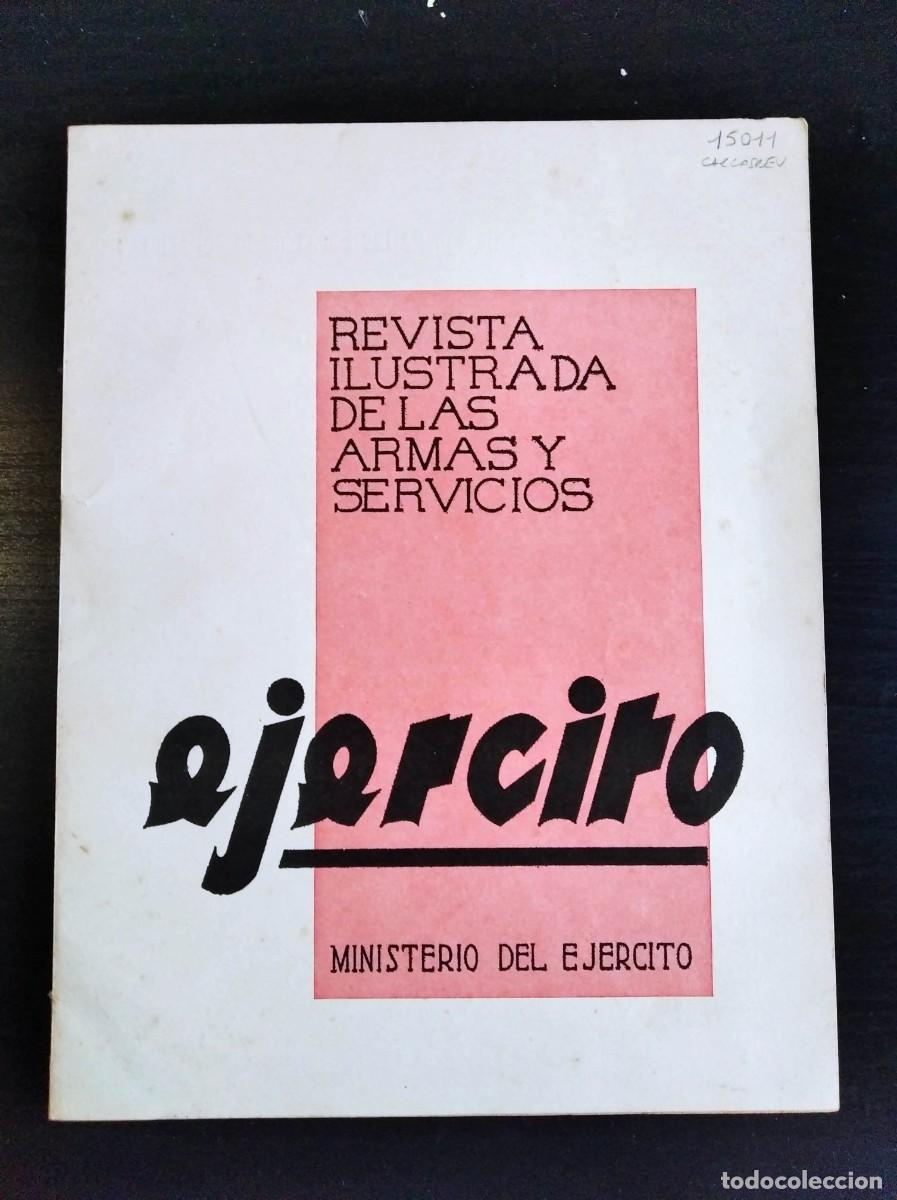 15011
REVISTA
ILUSTRADA
DE LAS
ARMAS Y
SERVICIOS
ejercito
MINISTERIO DEL EJERCITO
todocoleccion